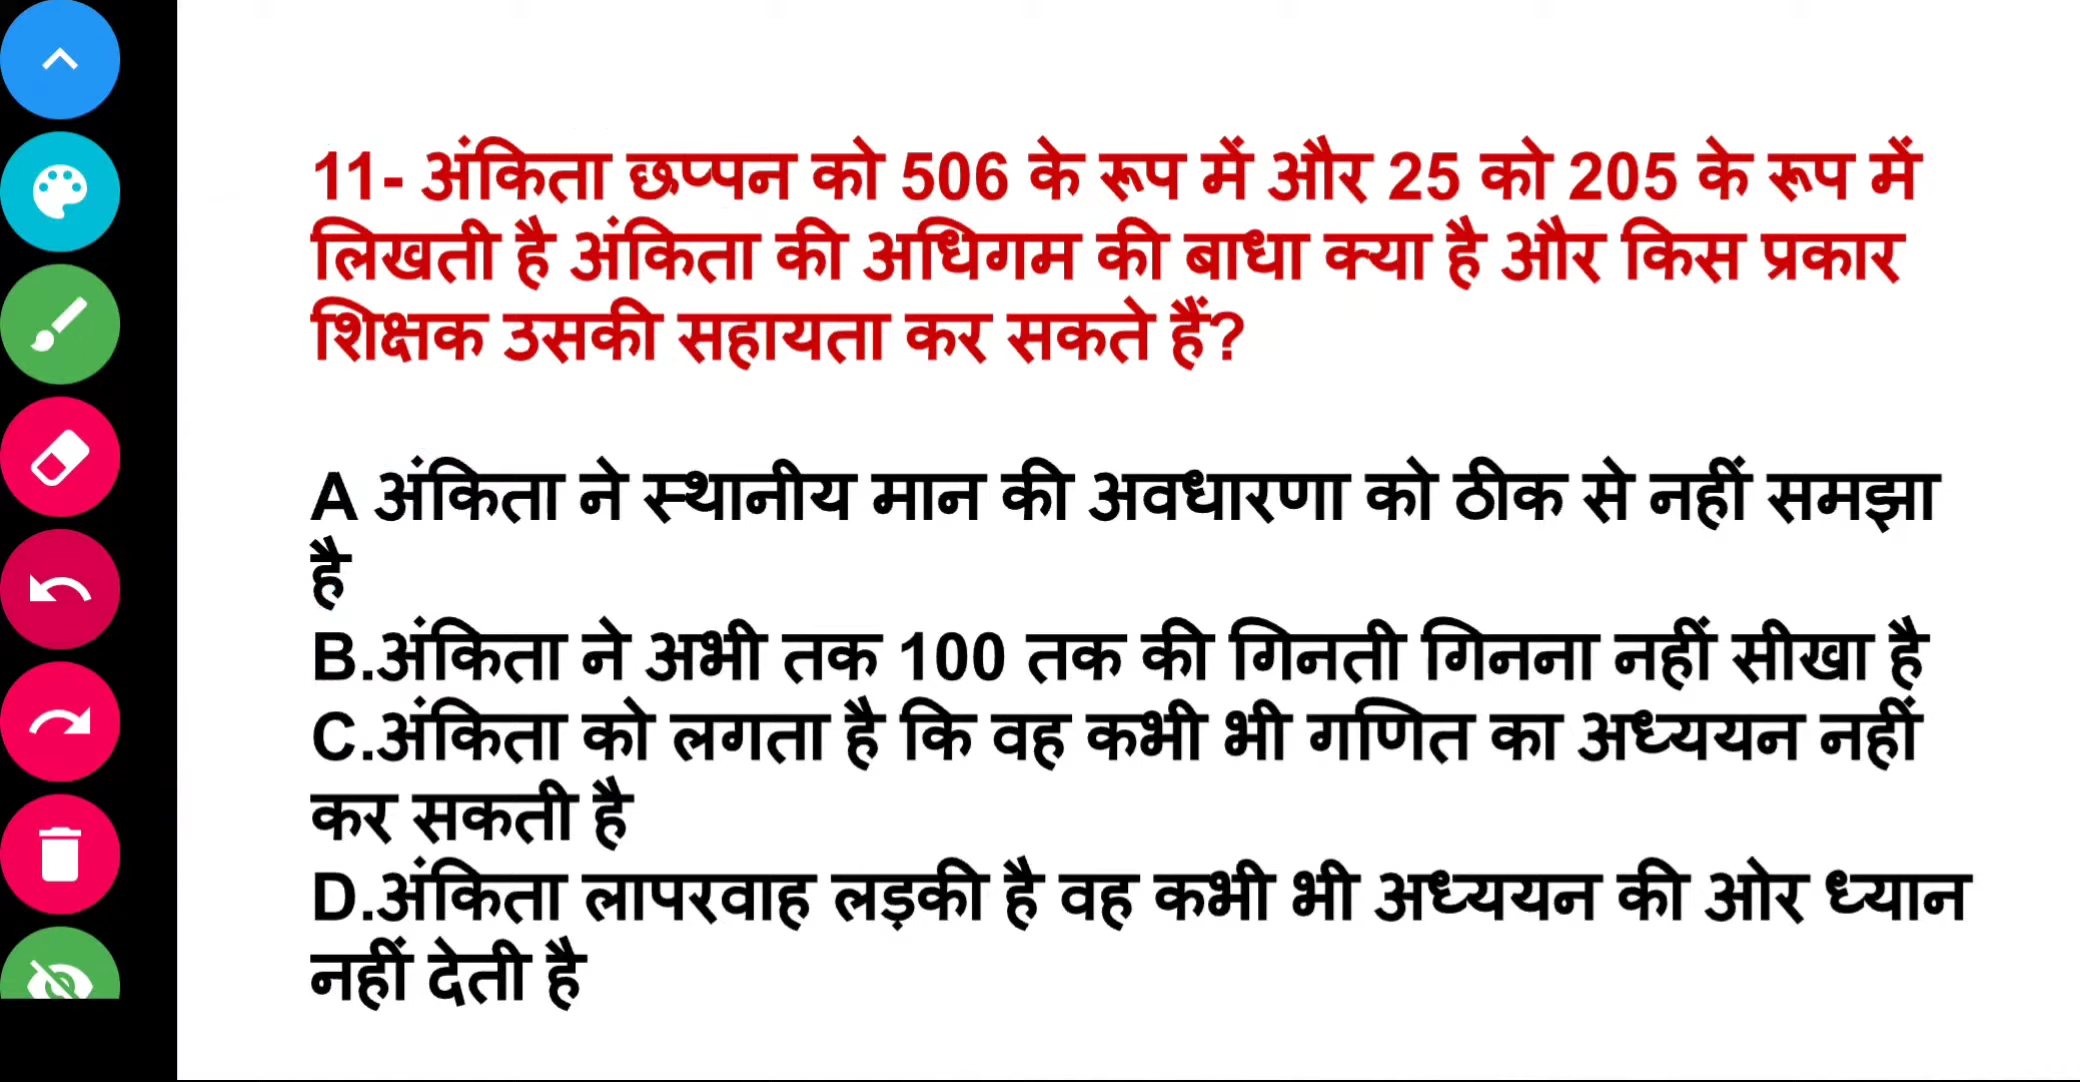 11- अंकिता छप्पन को 506 के रूप में और 25 को 205 के रूप में
लिखती है अंकिता की अधिगम की बाधा क्या है और किस प्रकार
शिक्षक उसकी सहायता कर सकते हैं?
A अंकिता ने स्थानीय मान की अवधारणा को ठीक से नहीं समझा
है
B.अंकिता ने अभी तक 100 तक की गिनती गिनना नहीं सीखा है
C.अंकिता को लगता है कि वह कभी भी गणित का अध्ययन नहीं
कर सकती है
D.अंकिता लापरवाह लड़की है वह कभी भी अध्ययन की ओर ध्यान
नहीं देती है